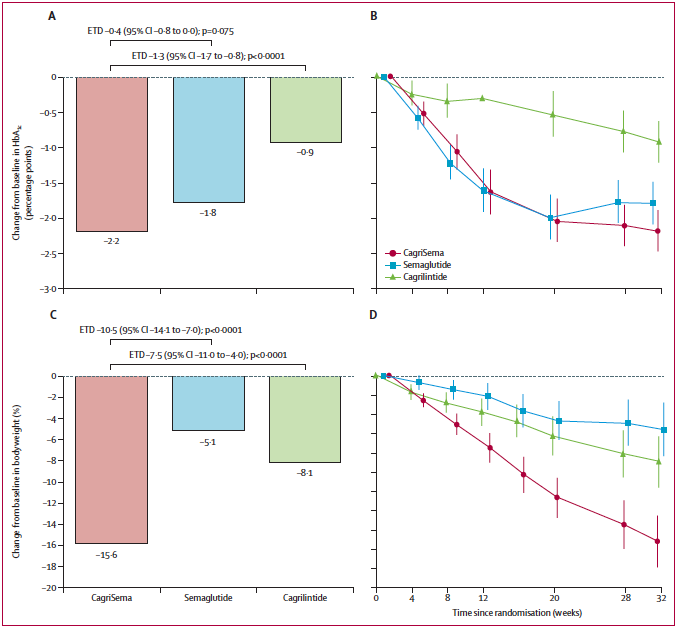 A
ETD –0·4 (95% CI –0·8 to 0·0); p=0·075
ETD –1·3 (95% CI –1·7 to –0·8); p<0·0001
0
–0·5
–1·0
–1·5
–2·0
–2·5
–3·0
Change from baseline in HbA1c
(percentage points)
–2·2
–1·8
–0·9
B
CagriSema
Semaglutide
Cagrilintide
C
ETD –10·5 (95% CI –14·1 to –7·0); p<0·0001
ETD –7·5 (95% CI –11·0 to –4·0); p<0·0001
0
–2
–4
–6
–8
–10
–12
–14
–16
–18
–20
Change from baseline in bodyweight (%)
–15·6
–5·1
–8·1
CagriSema
Semaglutide
Cagrilintide
D
0
4
8
12
20
28
32
Time since randomisation (weeks)